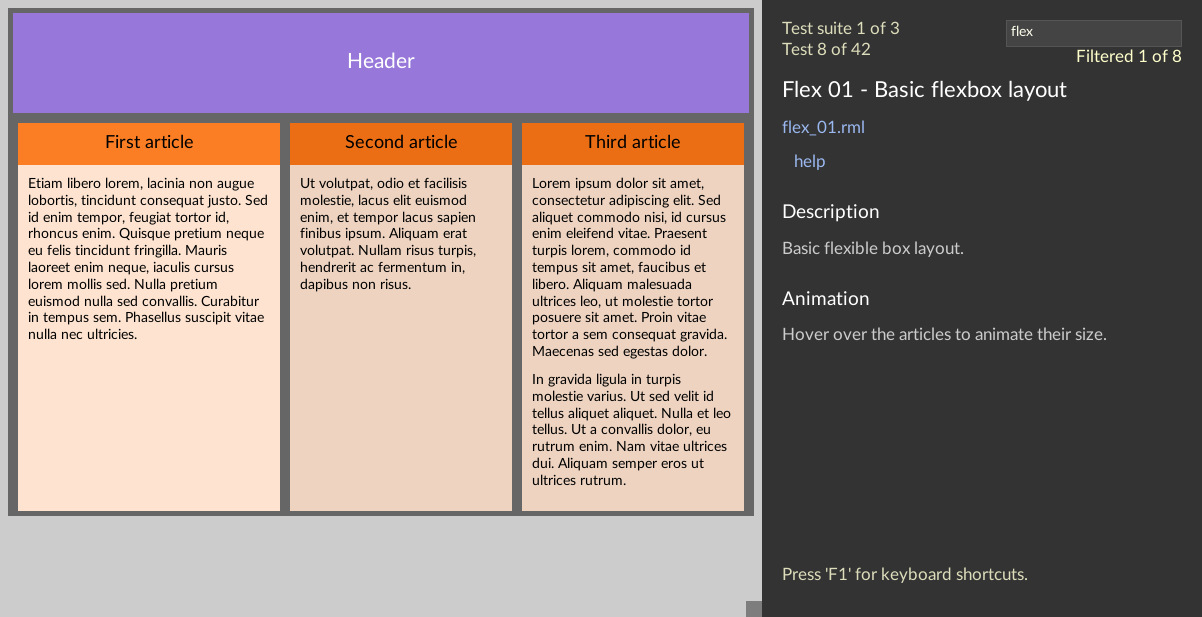 Header
First article
Etiam libero lorem, lacinia non augue
lobortis, tincidunt consequat justo. Sed
id enim tempor, feugiat tortor id,
rhoncus enim. Quisque pretium neque
eu felis tincidunt fringilla. Mauris
laoreet enim neque, iaculis cursus
lorem mollis sed. Nulla pretium
euismod nulla sed convallis. Curabitur
in tempus sem. Phasellus suscipit vitae
nulla nec ultricies.
Second article
Ut volutpat, odio et facilisis
molestie, lacus elit euismod
enim, et tempor lacus sapien
finibus ipsum. Aliquam erat
volutpat. Nullam risus turpis,
hendrerit ac fermentum in,
dapibus non risus.
Third article
Lorem ipsum dolor sit amet,
consectetur adipiscing elit. Sed
aliquet commodo nisi, id cursus
enim eleifend vitae. Praesent
turpis lorem, commodo id
tempus sit amet, faucibus et
libero. Aliquam malesuada
ultrices leo, ut molestie tortor
posuere sit amet. Proin vitae
tortor a sem consequat gravida.
Maecenas sed egestas dolor.
In gravida ligula in turpis
molestie varius. Ut sed velit id
tellus aliquet aliquet. Nulla et leo
tellus. Ut a convallis dolor, eu
rutrum enim. Nam vitae ultrices
dui. Aliquam semper eros ut
ultrices rutrum.
Test suite 1 of 3
Test 8 of 42
flex
Filtered 1 of 8
Flex 01 - Basic flexbox layout
flex_01.rml
help
Description
Basic flexible box layout.
Animation
Hover over the articles to animate their size.
Press 'F1' for keyboard shortcuts.